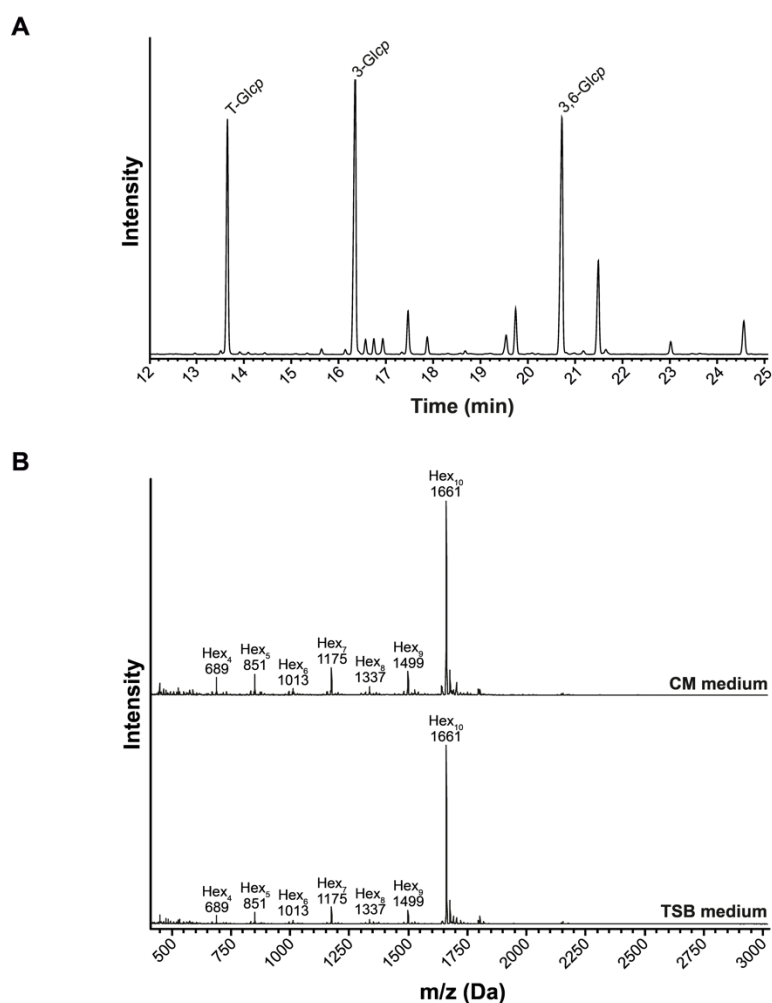 A
Intensity
T-Glcp
3-Glcp
3,6-Glcp
12 13 14 15 16 17 18 19 20 21 22 23 24 25
Time (min)
B
Intensity
Hex₄
689
Hex₅
851
Hex₆
1013
Hex₇
1175
Hex₈
1337
Hex₉
1499
Hex₁₀
1661
CM medium
Hex₄
689
Hex₅
851
Hex₆
1013
Hex₇
1175
Hex₈
1337
Hex₉
1499
Hex₁₀
1661
TSB medium
500 750 1000 1250 1500 1750 2000 2250 2500 2750 3000
m/z (Da)